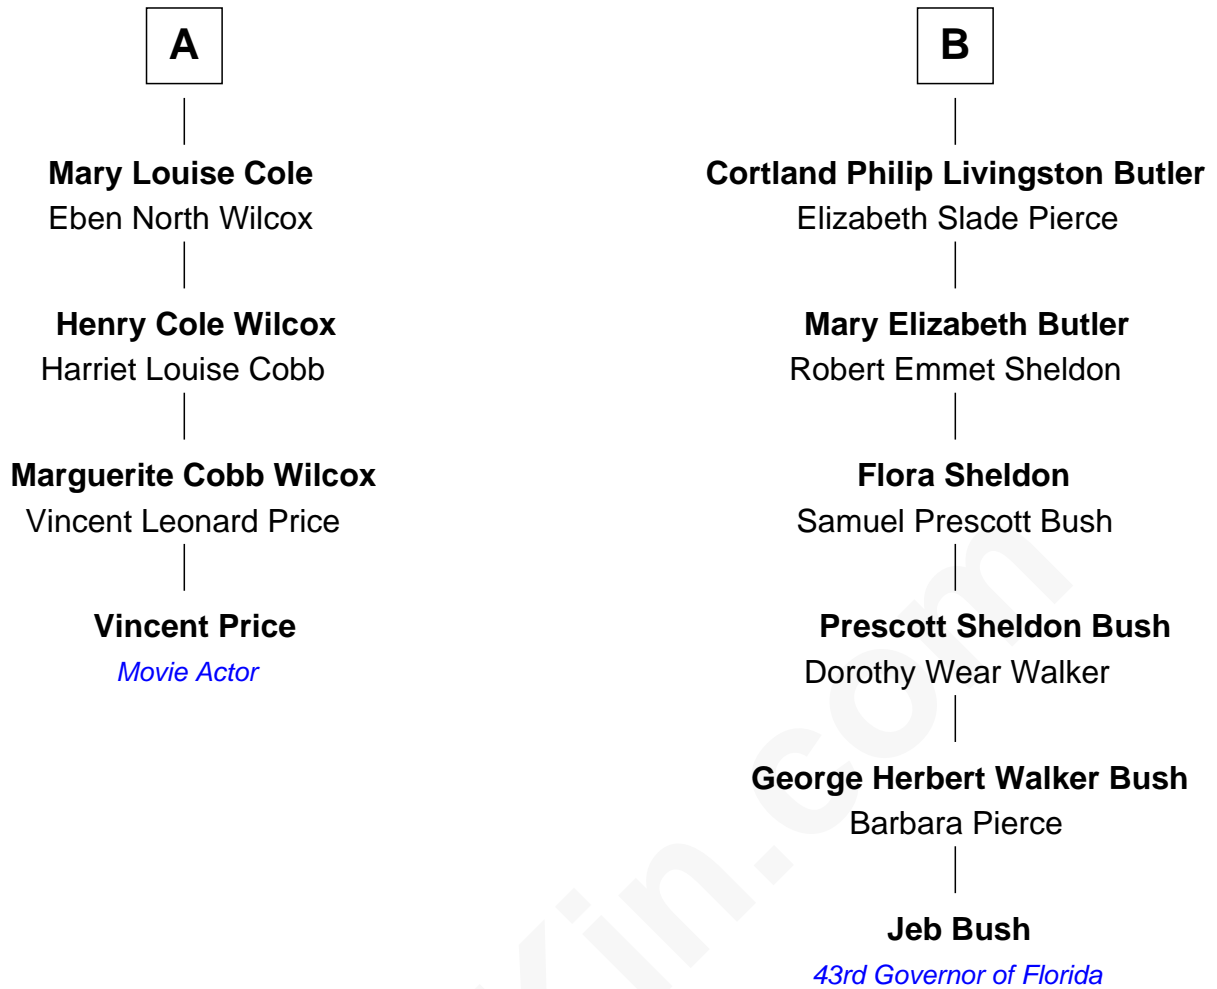 A
Mary Louise Cole
Eben North Wilcox
Henry Cole Wilcox
Harriet Louise Cobb
Marguerite Cobb Wilcox
Vincent Leonard Price
Vincent Price
Movie Actor
B
Cortland Philip Livingston Butler
Elizabeth Slade Pierce
Mary Elizabeth Butler
Robert Emmet Sheldon
Flora Sheldon
Samuel Prescott Bush
Prescott Sheldon Bush
Dorothy Wear Walker
George Herbert Walker Bush
Barbara Pierce
Jeb Bush
43rd Governor of Florida
Kin.com